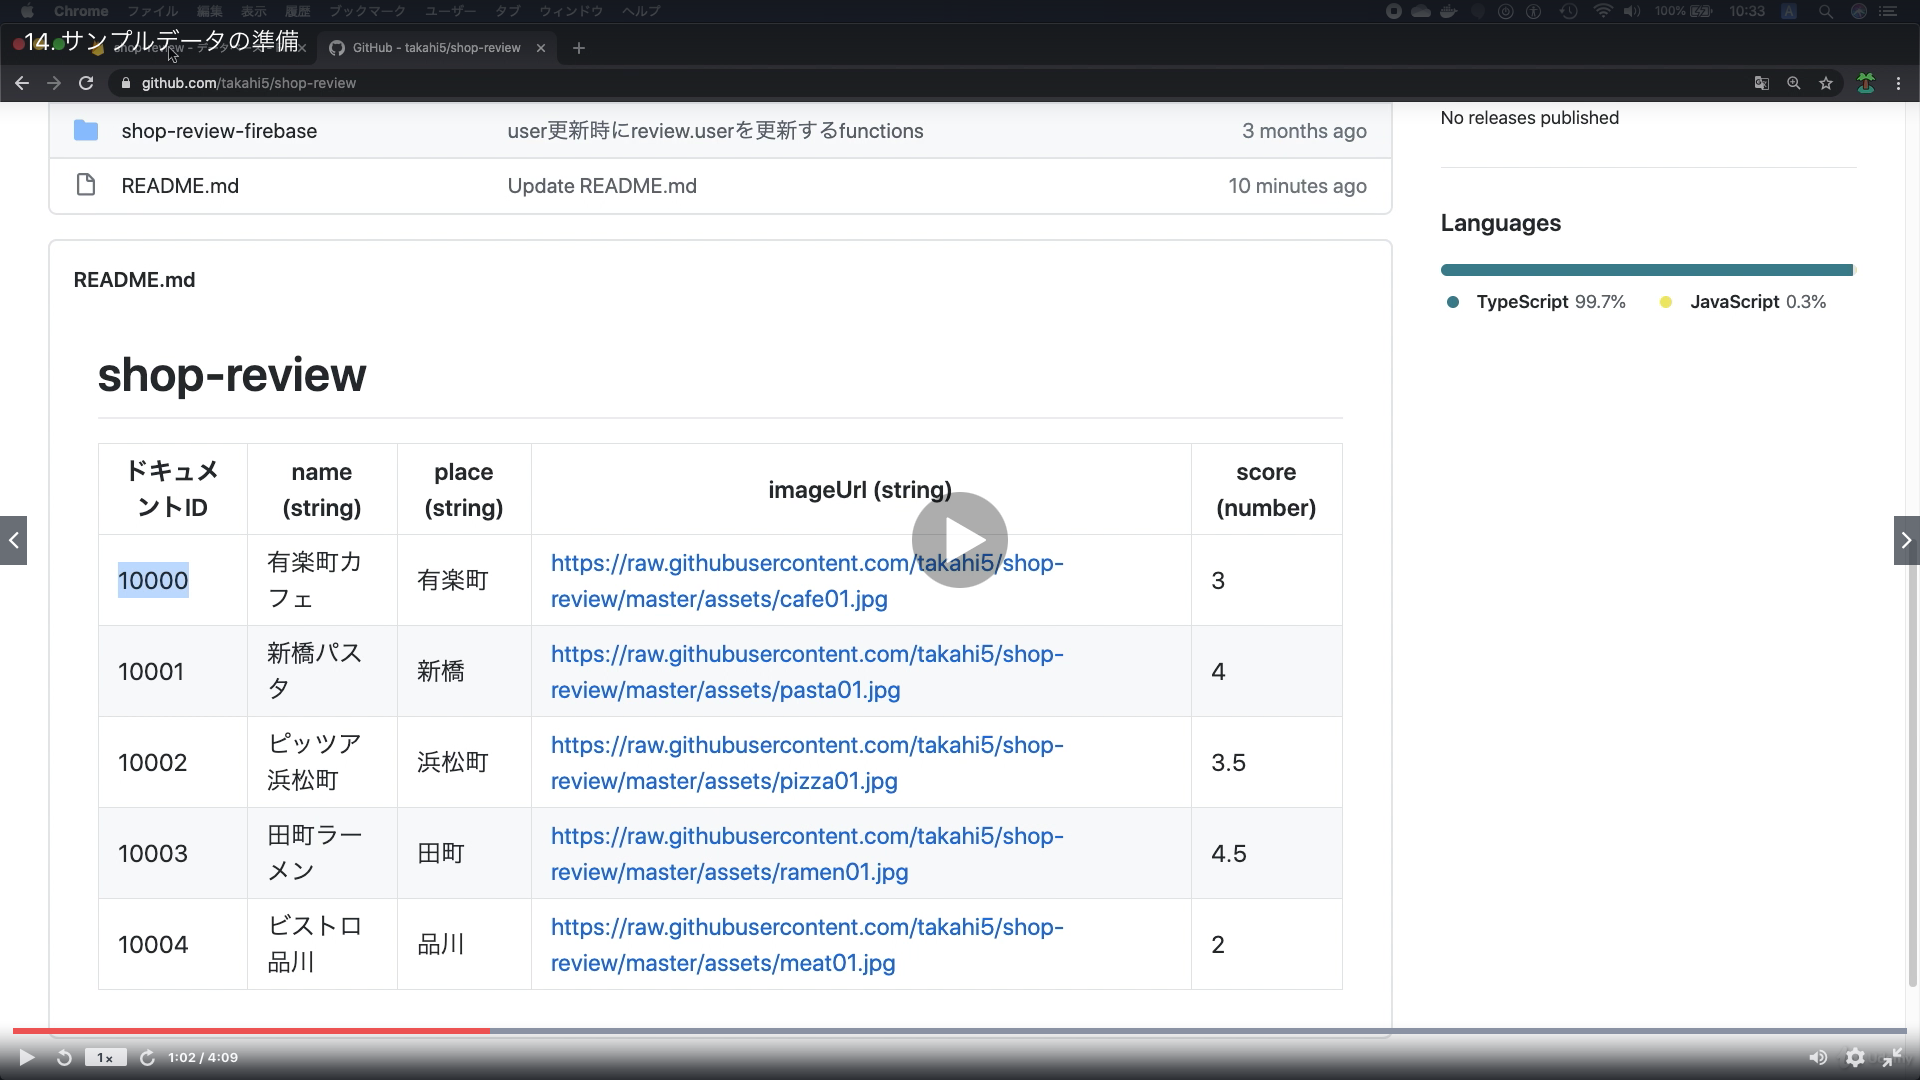 Chrome ファイル 編集 表示 履歴 ブックマーク ユーザー タブ ウィンドウ ヘルプ 100% 10:33 A
14. サンプルデータの準備
GitHub - takahi5/shop-review
github.com/takahi5/shop-review
shop-review-firebase user更新時にreview.userを更新するfunctions 3 months ago
README.md Update README.md 10 minutes ago
No releases published
Languages
TypeScript 99.7% JavaScript 0.3%
README.md
shop-review
ドキュメ
ントID
name
(string)
place
(string)
imageUrl (string)
score
(number)
10000
有楽町カ
フェ
有楽町
https://raw.githubusercontent.com/takahi5/shop-
review/master/assets/cafe01.jpg
3
10001
新橋パス
タ
新橋
https://raw.githubusercontent.com/takahi5/shop-
review/master/assets/pasta01.jpg
4
10002
ピッツア
浜松町
浜松町
https://raw.githubusercontent.com/takahi5/shop-
review/master/assets/pizza01.jpg
3.5
10003
田町ラー
メン
田町
https://raw.githubusercontent.com/takahi5/shop-
review/master/assets/ramen01.jpg
4.5
10004
ビストロ
品川
品川
https://raw.githubusercontent.com/takahi5/shop-
review/master/assets/meat01.jpg
2
1x 1:02 / 4:09